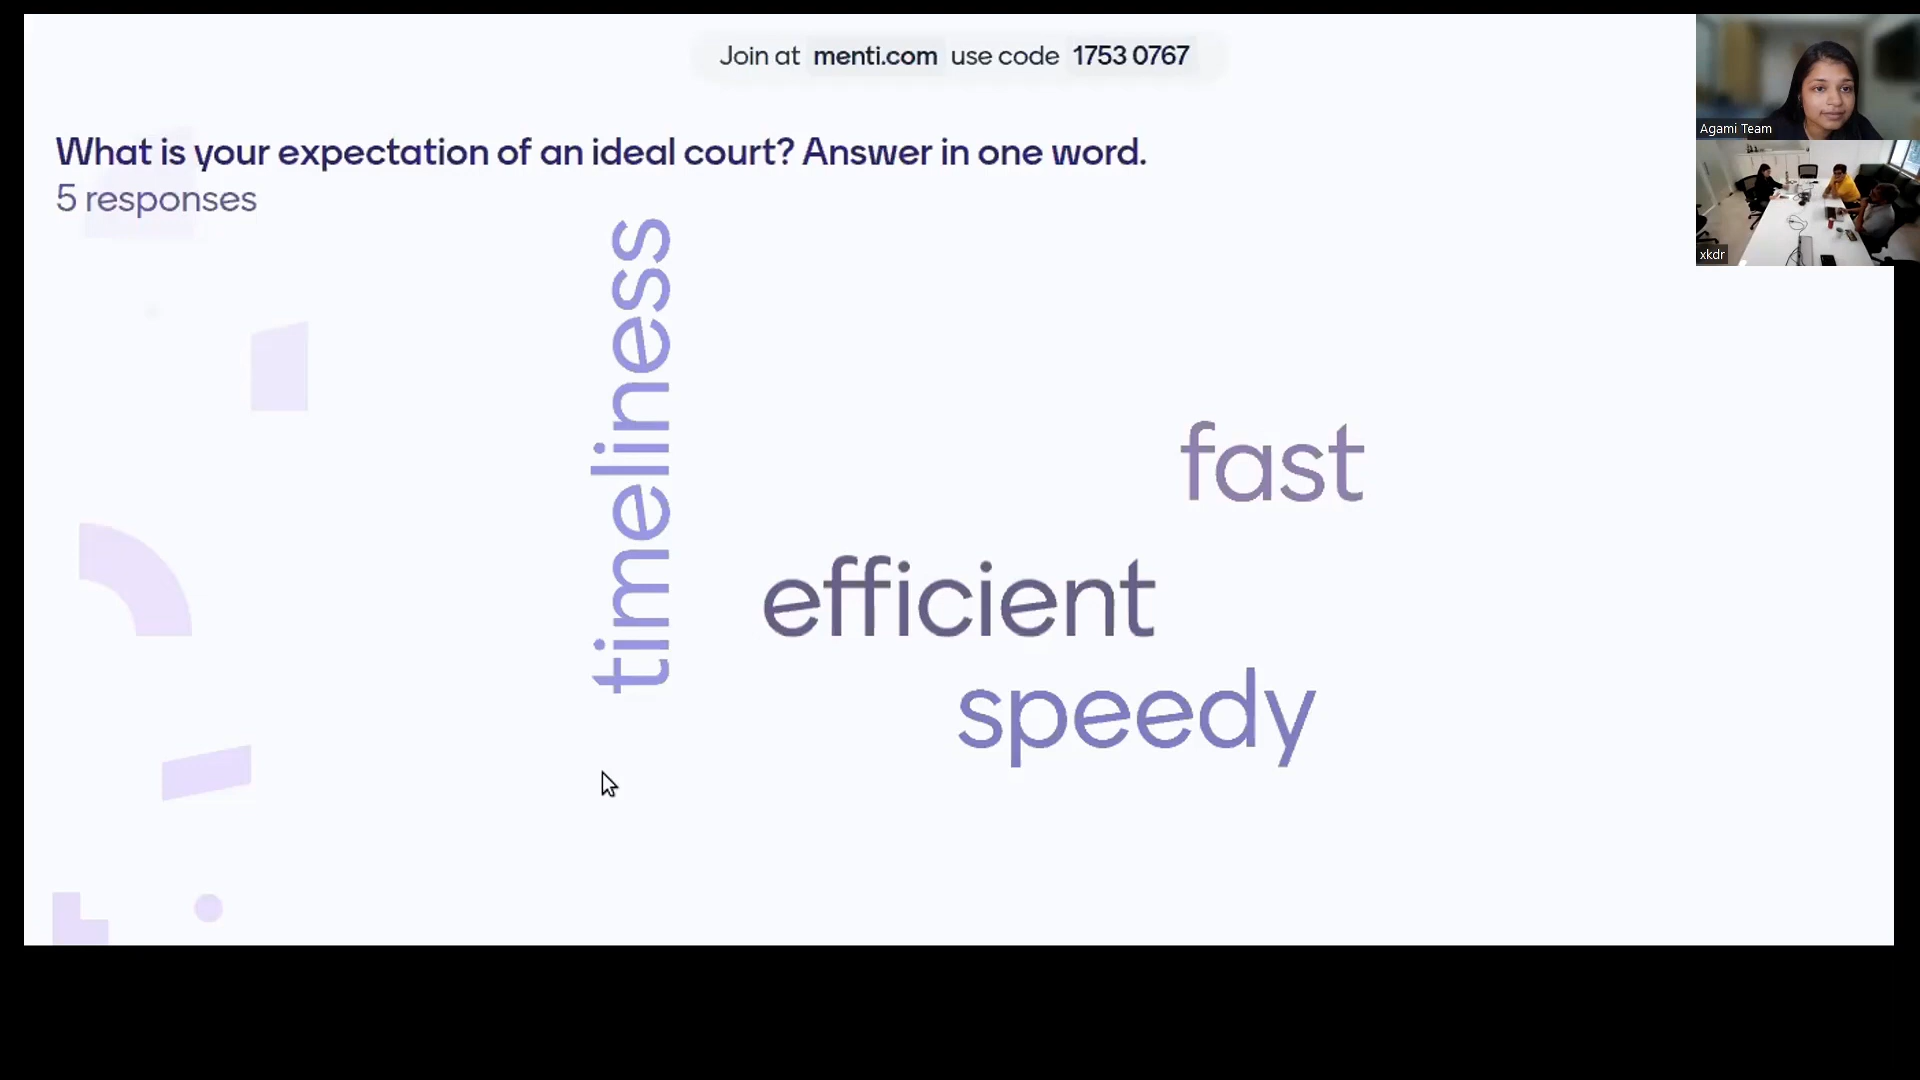 Join at menti.com use code 1753 0767
What is your expectation of an ideal court? Answer in one word.
5 responses
timeliness
fast
efficient
speedy
Agami Team
xkdr